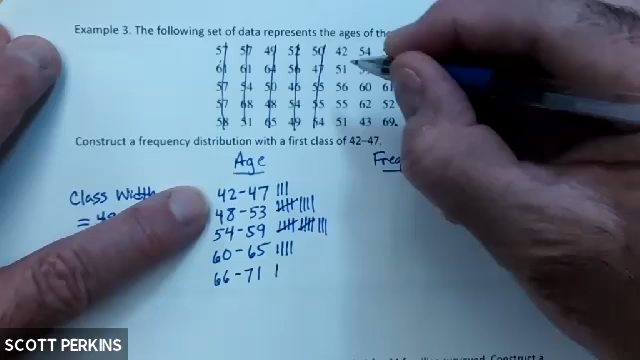 Example 3. The following set of data represents the ages of the
57 57 49 52 50 42 54
61 61 64 56 47 51
57 54 50 46 55 56 60 61
57 68 48 54 55 55 62 52
58 51 65 49 54 51 43 69.
Construct a frequency distribution with a first class of 42–47.
Age Freq
Class Width 42-47 |||
= 48 48-53 |||| ||||
54-59 |||| |||| |||
60-65 ||||
66-71 |
SCOTT PERKINS